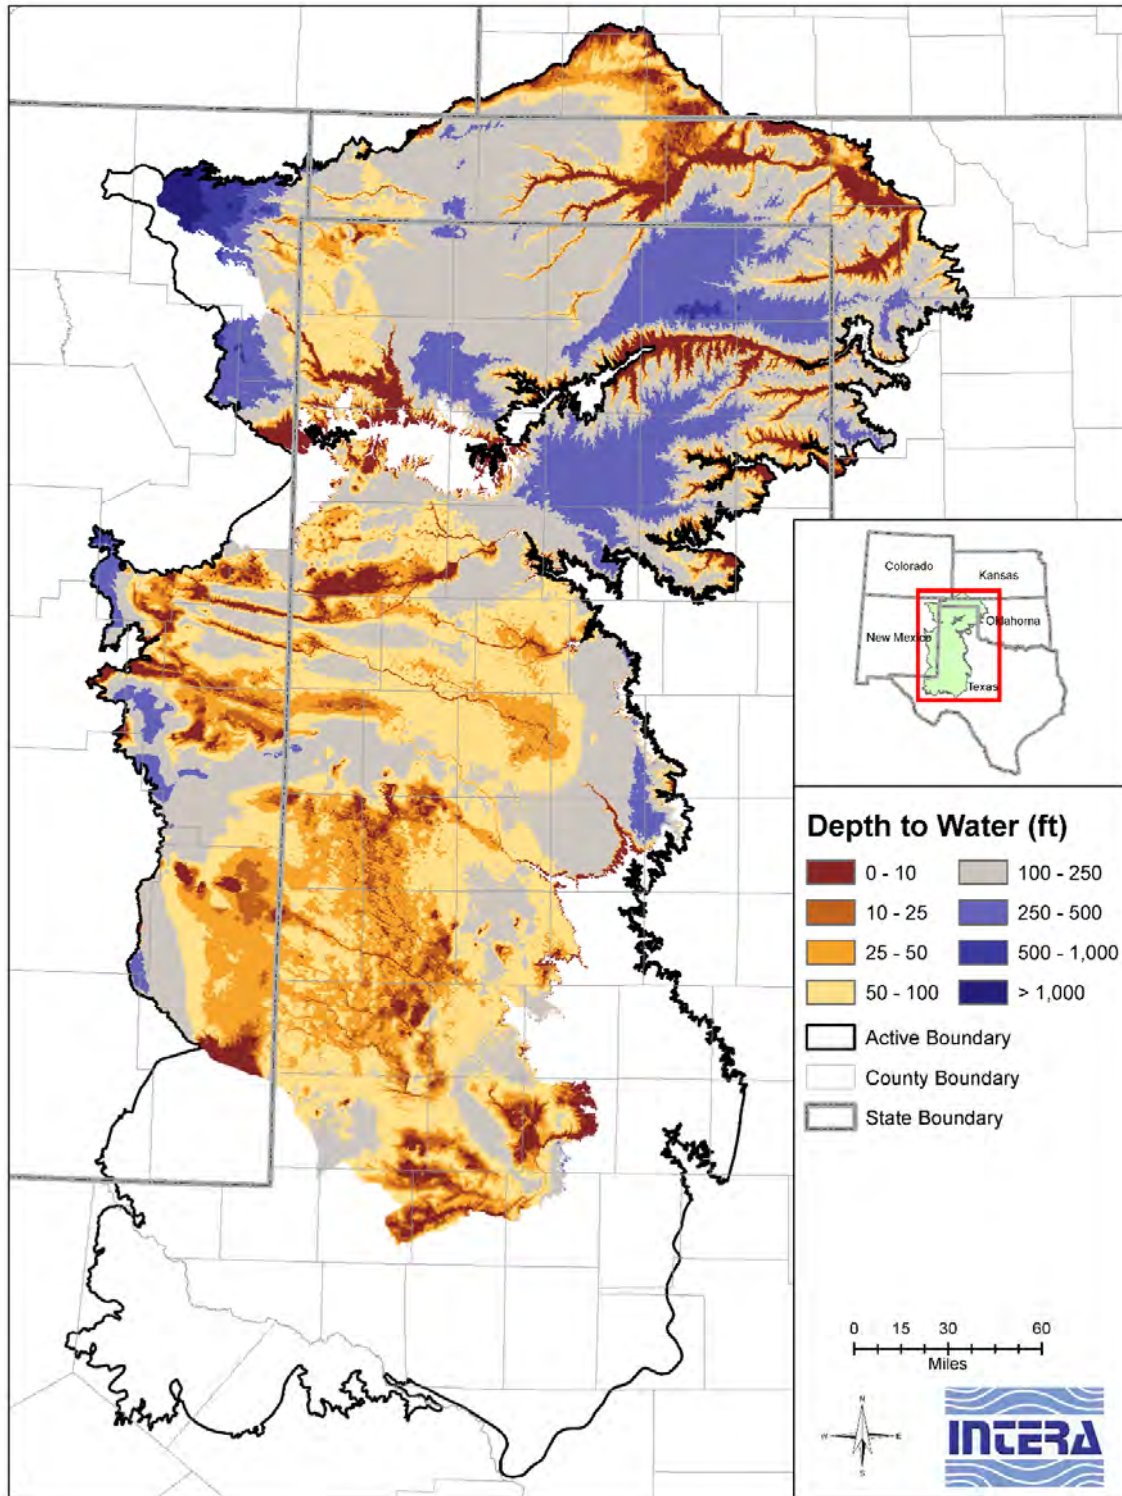 Colorado
Kansas
New Mexico
Oklahoma
Texas
Depth to Water (ft)
0 - 10
100 - 250
10 - 25
250 - 500
25 - 50
500 - 1,000
50 - 100
> 1,000
Active Boundary
County Boundary
State Boundary
0 15 30 60
Miles
N
W E
S
INTERA